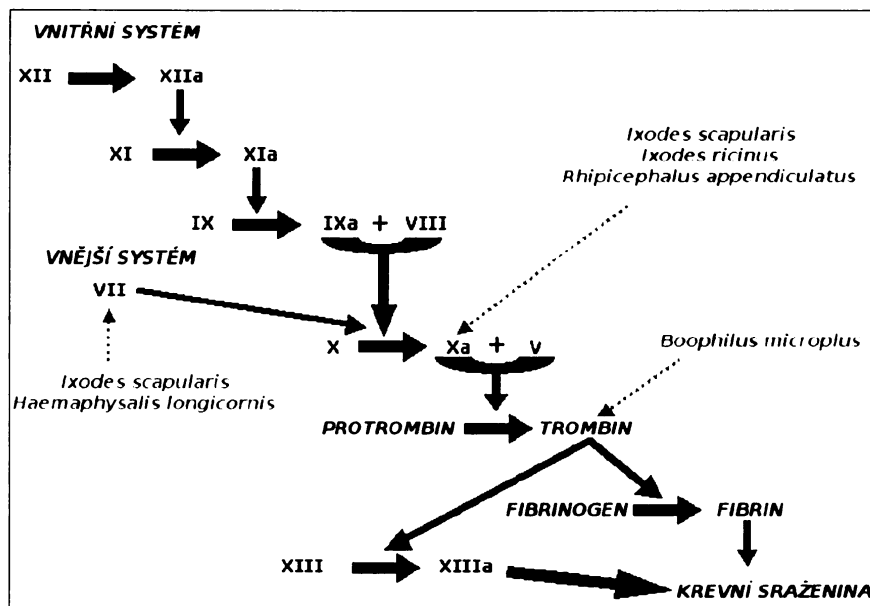 VNITŘNÍ SYSTÉM
XII XIIa
XI XIa
Ixodes scapularis
Ixodes ricinus
Rhipicephalus appendiculatus
IX IXa + VIII
VNĚJŠÍ SYSTÉM
VII
X Xa + V
Boophilus microplus
Ixodes scapularis
Haemaphysalis longicornis
PROTROMBIN TROMBIN
FIBRINOGEN FIBRIN
XIII XIIIa
KREVNÍ SRAŽENINA